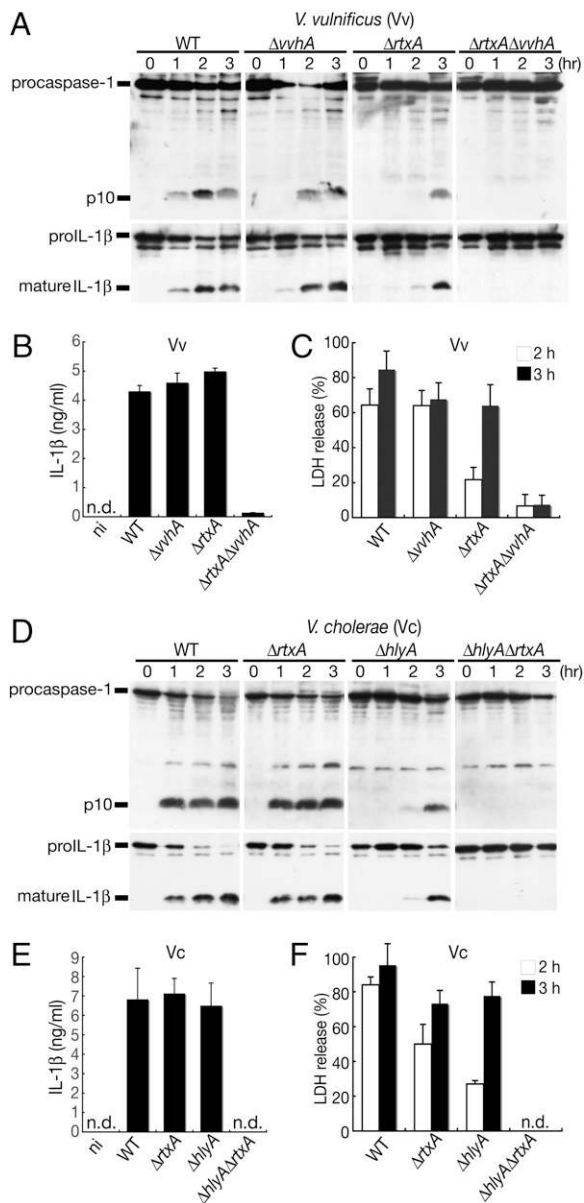 A
V. vulnificus (Vv)
WT ΔvvhA ΔrtxA ΔrtxAΔvvhA
0 1 2 3 0 1 2 3 0 1 2 3 0 1 2 3 (hr)
procaspase-1
p10
proIL-1β
mature IL-1β
B
Vv
IL-1β (ng/ml)
6
5
4
3
2
1
0
n.d.
ni WT ΔvvhA ΔrtxA ΔrtxAΔvvhA
C
Vv
2 h
3 h
LDH release (%)
100
80
60
40
20
0
WT ΔvvhA ΔrtxA ΔrtxAΔvvhA
D
V. cholerae (Vc)
WT ΔrtxA ΔhlyA ΔhlyAΔrtxA
0 1 2 3 0 1 2 3 0 1 2 3 0 1 2 3 (hr)
procaspase-1
p10
proIL-1β
mature IL-1β
E
Vc
IL-1β (ng/ml)
9
8
7
6
5
4
3
2
1
0
n.d. n.d.
ni WT ΔrtxA ΔhlyA ΔhlyAΔrtxA
F
Vc
2 h
3 h
LDH release (%)
100
80
60
40
20
0
n.d.
WT ΔrtxA ΔhlyA ΔhlyAΔrtxA